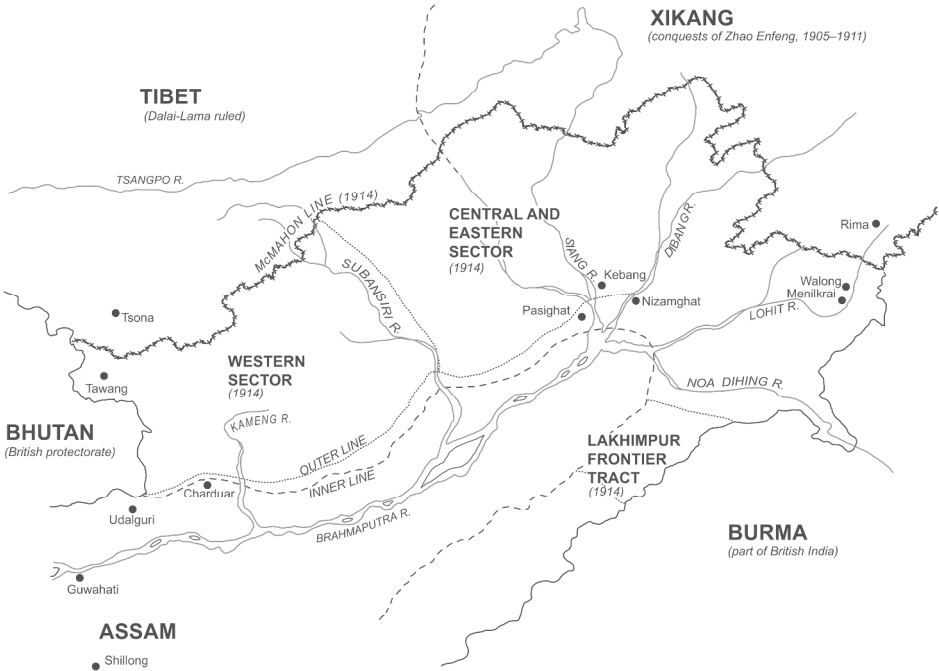 XIKANG
(conquests of Zhao Enfeng, 1905–1911)
TIBET
(Dalai-Lama ruled)
TSANGPO R.
McMAHON LINE (1914)
CENTRAL AND
EASTERN
SECTOR
(1914)
SIANG R.
DIBANG R.
Rima
SUBANSIRI R.
Kebang
Walong
Menilkrai
Nizamghat
Pasighat
LOHIT R.
Tsona
WESTERN
SECTOR
(1914)
Tawang
NOA DIHING R.
KAMENG R.
BHUTAN
(British protectorate)
OUTER LINE
INNER LINE
LAKHIMPUR
FRONTIER
TRACT
(1914)
Charduar
Udalguri
BRAHMAPUTRA R.
BURMA
(part of British India)
Guwahati
ASSAM
Shillong